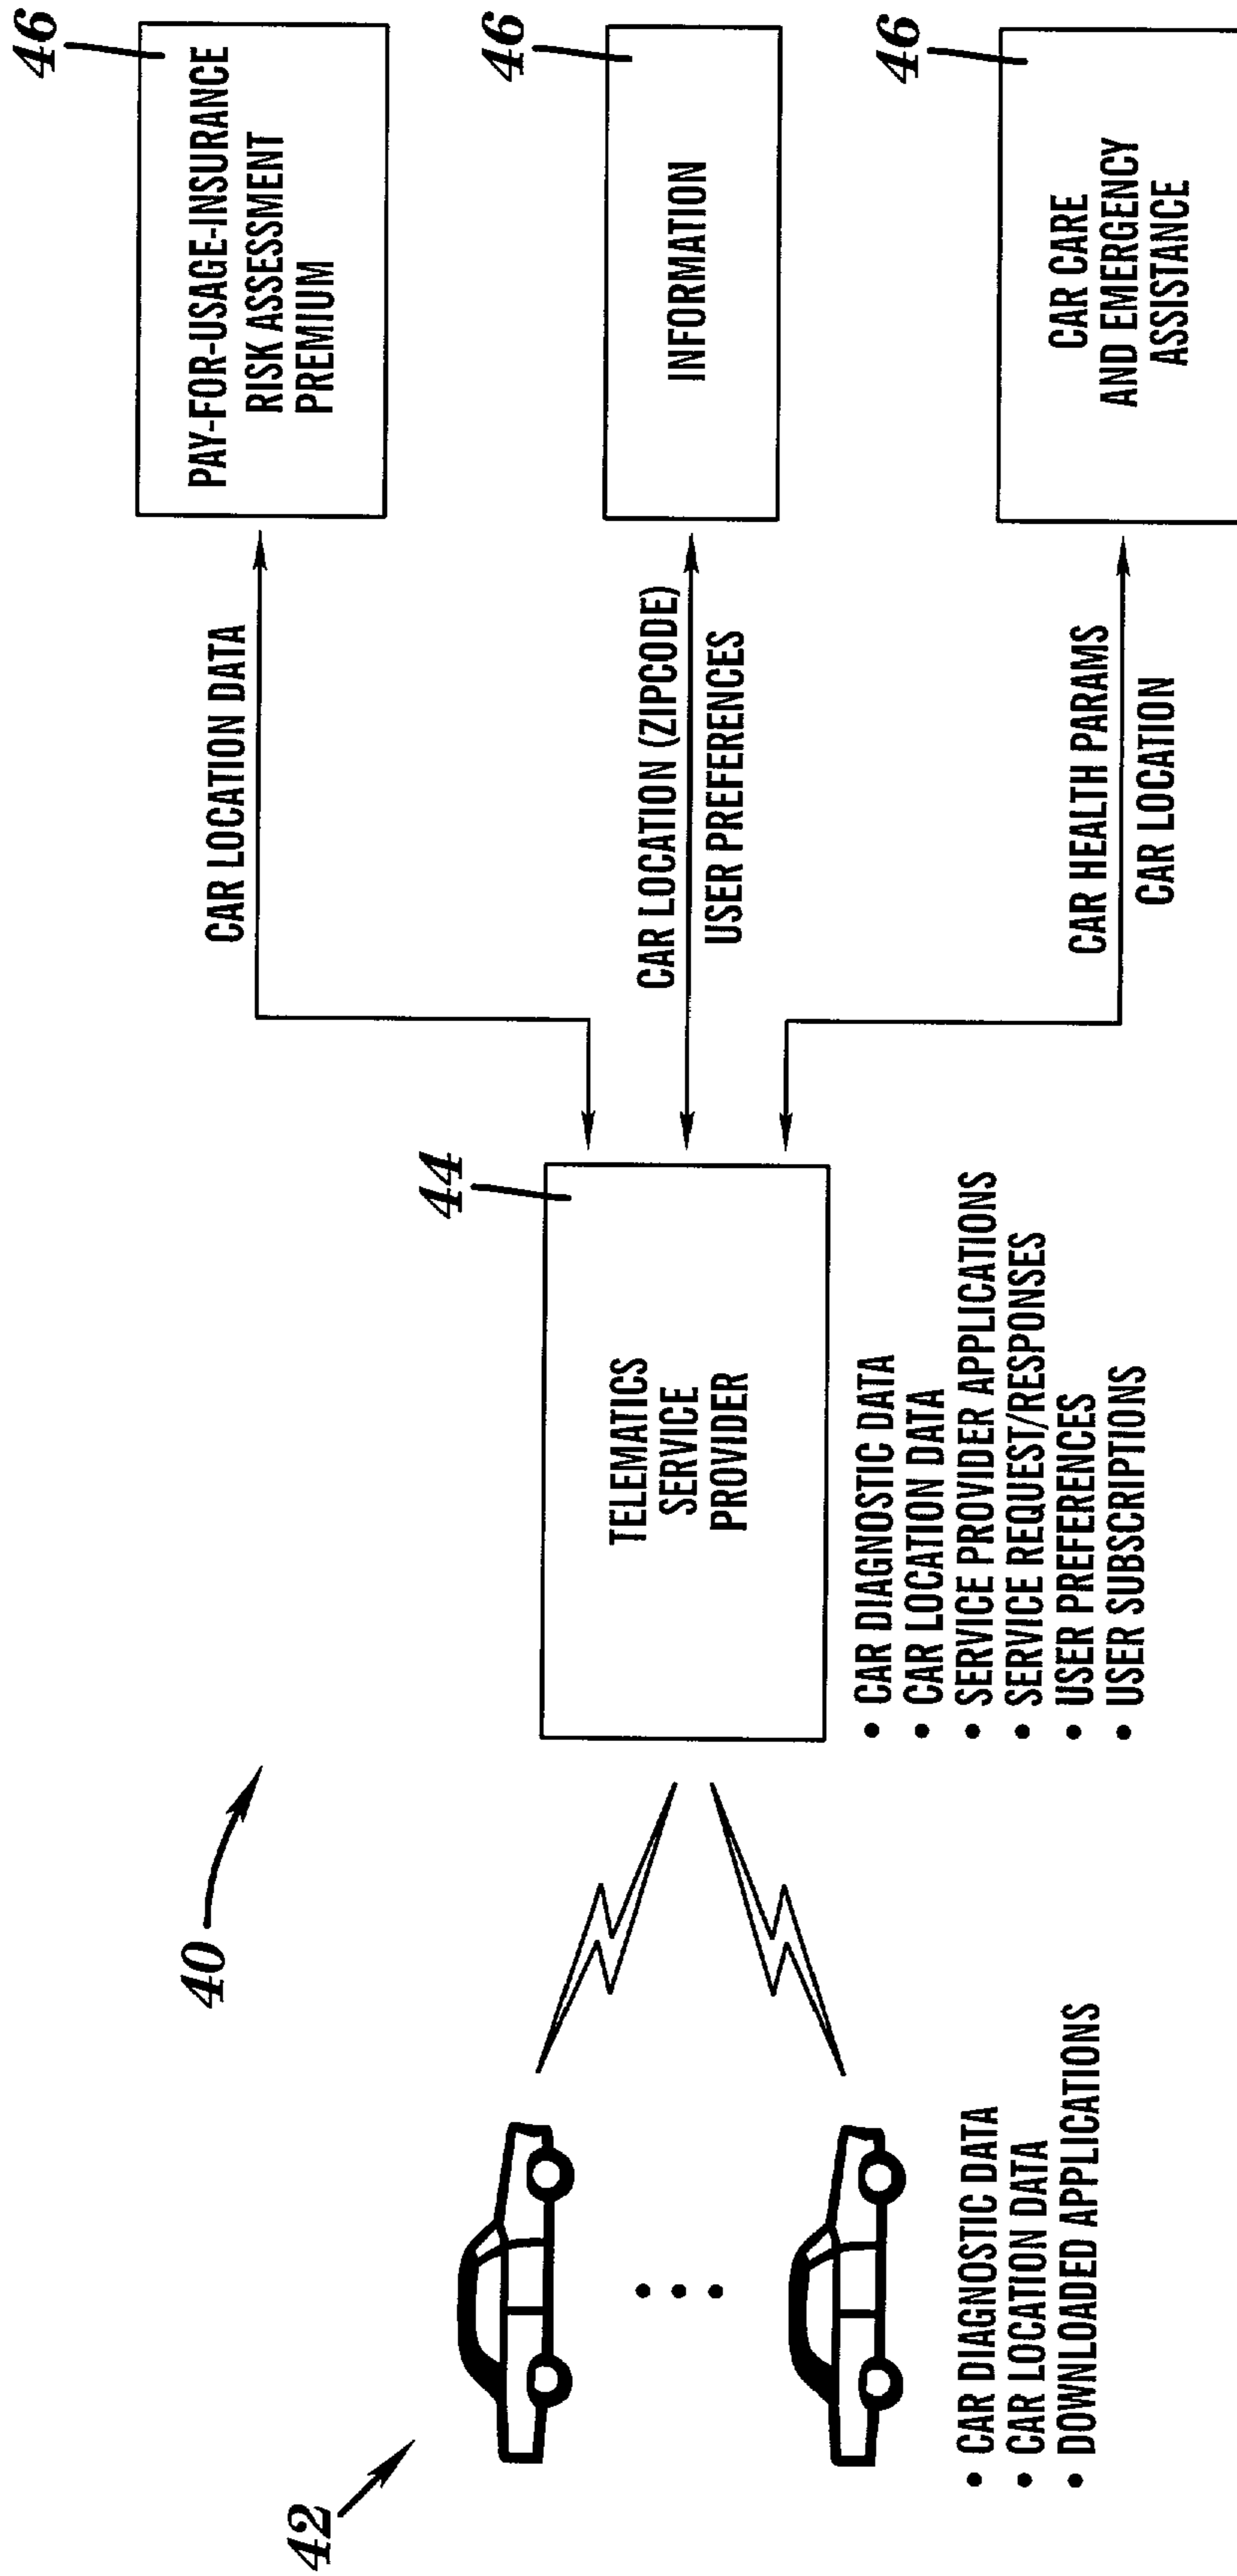 40
42
• CAR DIAGNOSTIC DATA
• CAR LOCATION DATA
• DOWNLOADED APPLICATIONS
44
TELEMATICS
SERVICE
PROVIDER
• CAR DIAGNOSTIC DATA
• CAR LOCATION DATA
• SERVICE PROVIDER APPLICATIONS
• SERVICE REQUEST/RESPONSES
• USER PREFERENCES
• USER SUBSCRIPTIONS
CAR LOCATION DATA
46
PAY-FOR-USAGE-INSURANCE
RISK ASSESSMENT
PREMIUM
CAR LOCATION (ZIPCODE)
USER PREFERENCES
46
INFORMATION
CAR HEALTH PARAMS
CAR LOCATION
46
CAR CARE
AND EMERGENCY
ASSISTANCE